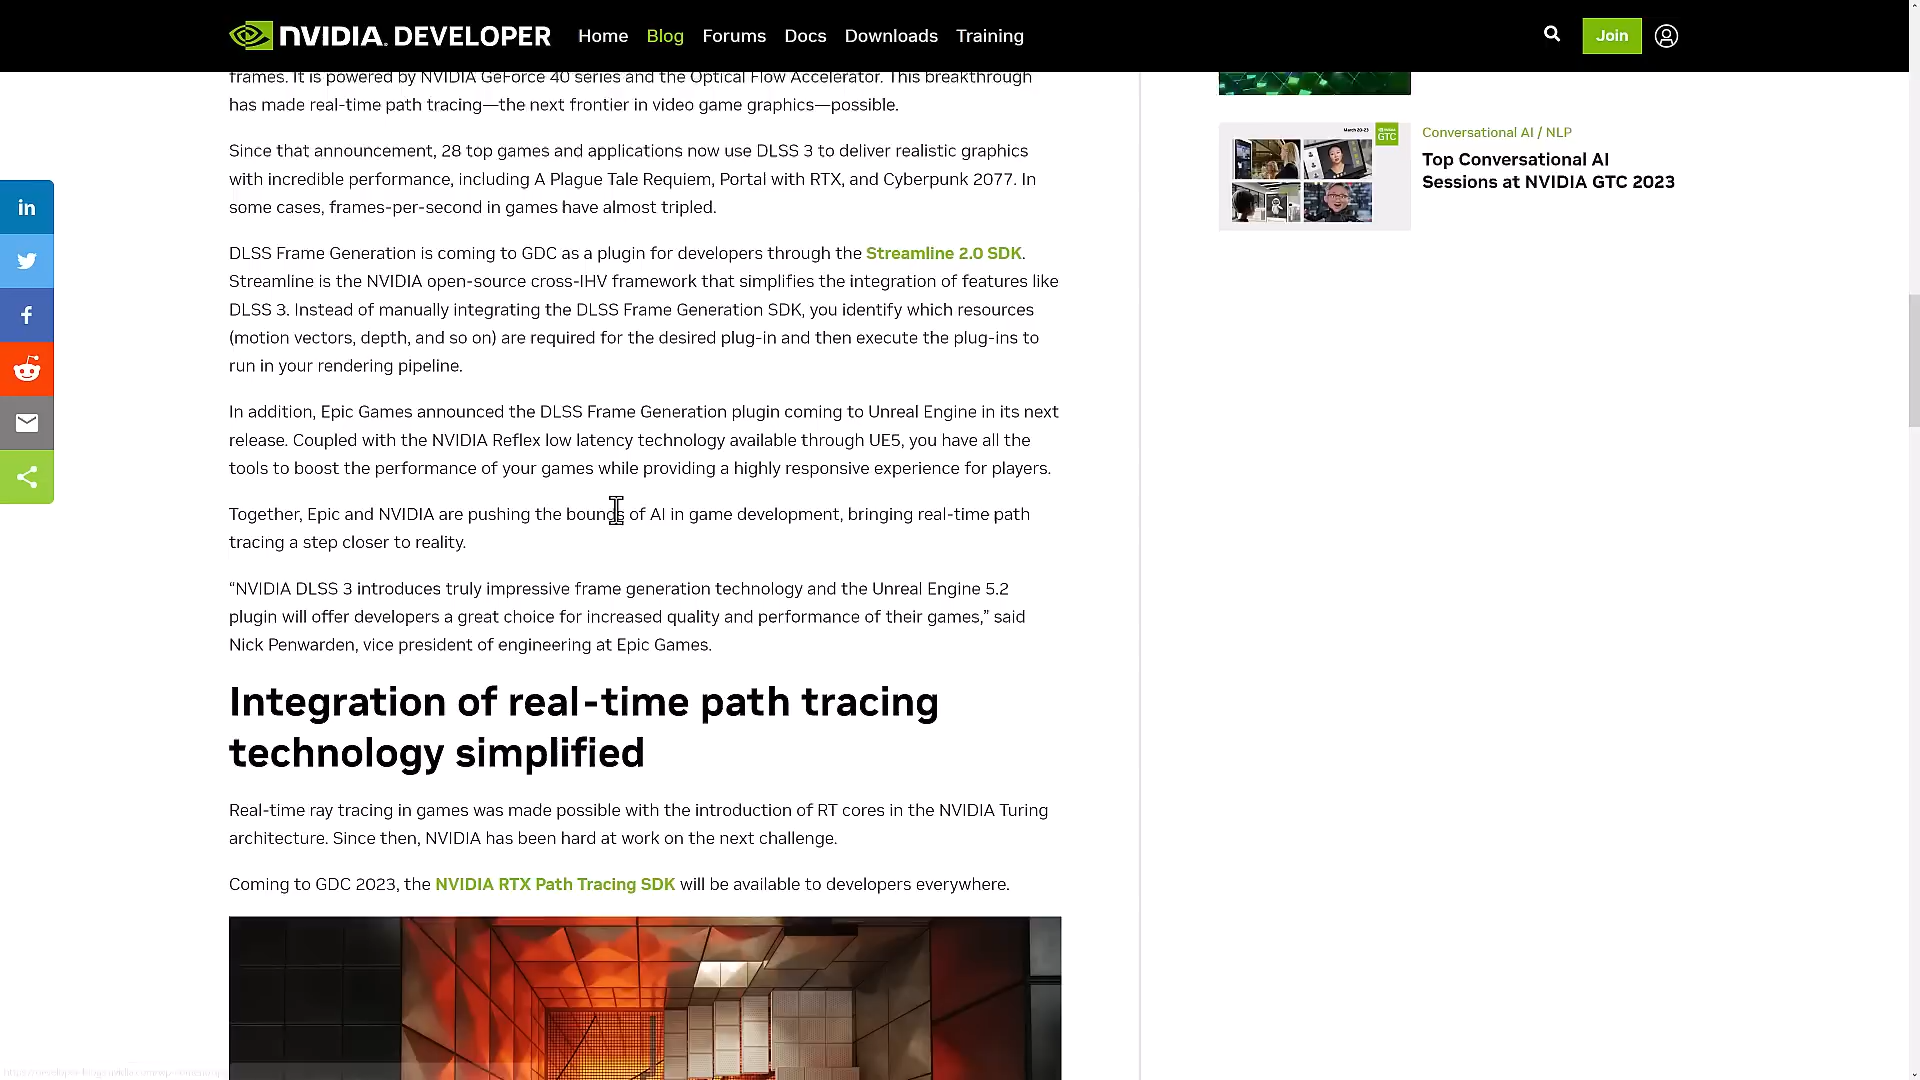 NVIDIA. DEVELOPER Home Blog Forums Docs Downloads Training Join
frames. It is powered by NVIDIA GeForce 40 series and the Optical Flow Accelerator. This breakthrough
has made real-time path tracing—the next frontier in video game graphics—possible.
Since that announcement, 28 top games and applications now use DLSS 3 to deliver realistic graphics
with incredible performance, including A Plague Tale Requiem, Portal with RTX, and Cyberpunk 2077. In
some cases, frames-per-second in games have almost tripled.
DLSS Frame Generation is coming to GDC as a plugin for developers through the Streamline 2.0 SDK.
Streamline is the NVIDIA open-source cross-IHV framework that simplifies the integration of features like
DLSS 3. Instead of manually integrating the DLSS Frame Generation SDK, you identify which resources
(motion vectors, depth, and so on) are required for the desired plug-in and then execute the plug-ins to
run in your rendering pipeline.
In addition, Epic Games announced the DLSS Frame Generation plugin coming to Unreal Engine in its next
release. Coupled with the NVIDIA Reflex low latency technology available through UE5, you have all the
tools to boost the performance of your games while providing a highly responsive experience for players.
Together, Epic and NVIDIA are pushing the bounds of AI in game development, bringing real-time path
tracing a step closer to reality.
“NVIDIA DLSS 3 introduces truly impressive frame generation technology and the Unreal Engine 5.2
plugin will offer developers a great choice for increased quality and performance of their games,” said
Nick Penwarden, vice president of engineering at Epic Games.
Integration of real-time path tracing
technology simplified
Real-time ray tracing in games was made possible with the introduction of RT cores in the NVIDIA Turing
architecture. Since then, NVIDIA has been hard at work on the next challenge.
Coming to GDC 2023, the NVIDIA RTX Path Tracing SDK will be available to developers everywhere.
March 20-23
GTC
Conversational AI / NLP
Top Conversational AI
Sessions at NVIDIA GTC 2023
in
f